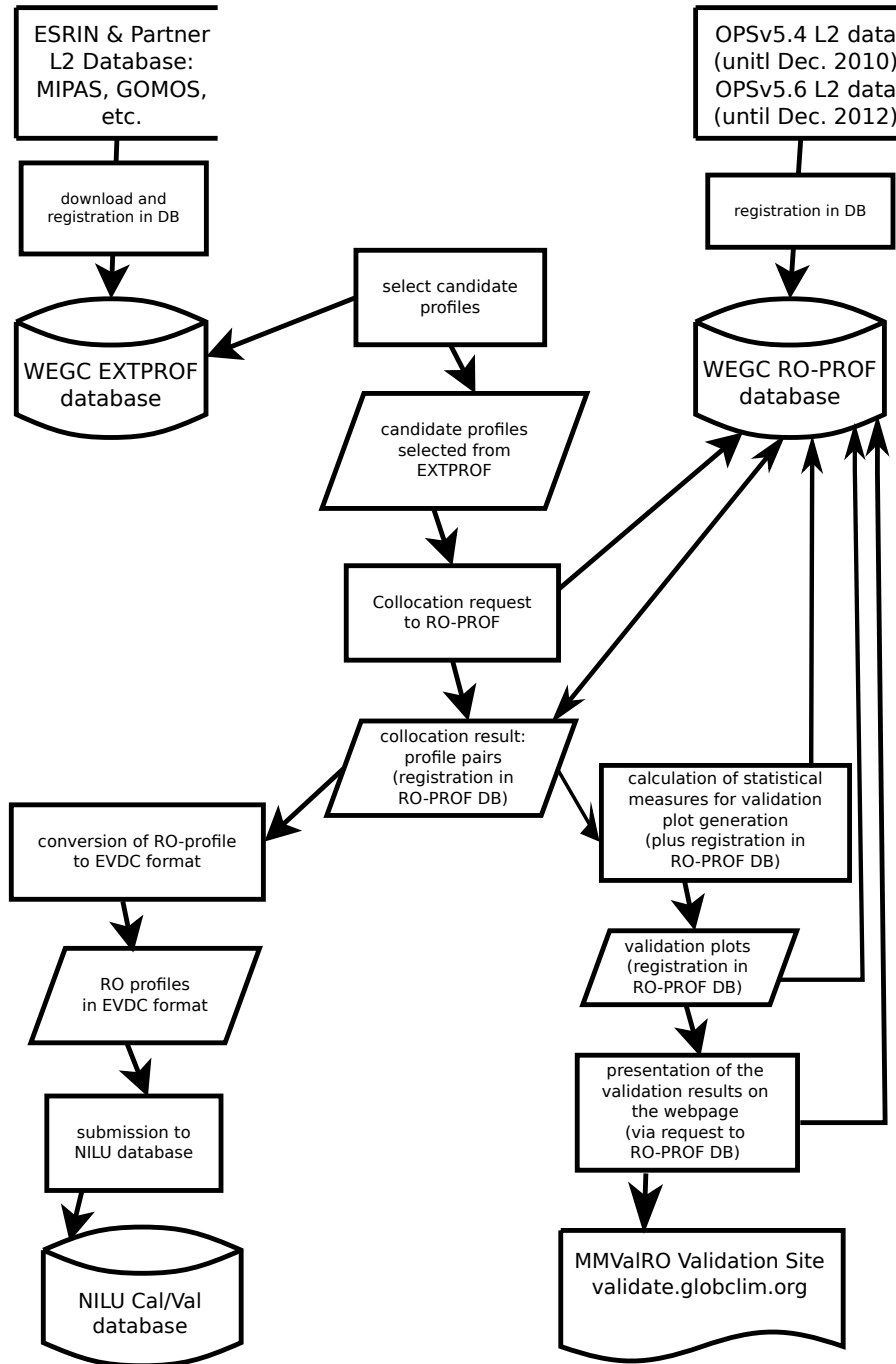 ESRIN & Partner
L2 Database:
MIPAS, GOMOS,
etc.
OPSv5.4 L2 data
(unitl Dec. 2010)
OPSv5.6 L2 data
(until Dec. 2012)
download and
registration in DB
registration in DB
select candidate
profiles
WEGC EXTPROF
database
WEGC RO-PROF
database
candidate profiles
selected from
EXTPROF
Collocation request
to RO-PROF
collocation result:
profile pairs
(registration in
RO-PROF DB)
calculation of statistical
measures for validation
plot generation
(plus registration in
RO-PROF DB)
conversion of RO-profile
to EVDC format
validation plots
(registration in
RO-PROF DB)
RO profiles
in EVDC format
presentation of the
validation results on
the webpage
(via request to
RO-PROF DB)
submission to
NILU database
MMValRO Validation Site
validate.globclim.org
NILU Cal/Val
database